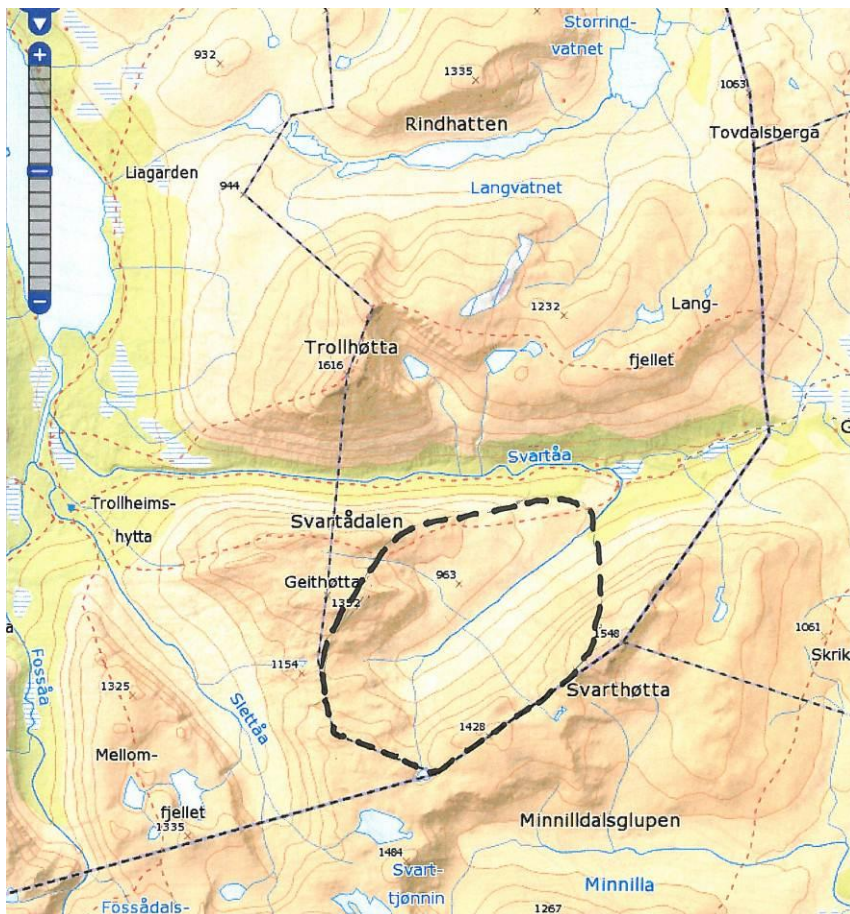 Storrind-
vatnet
932
1335
1063
Rindhatten
Tovdalsberga
Liagarden
944
Langvatnet
1232
Lang-
fjellet
Trollhøtta
1616
G
Svartåa
Trollheims-
hytta
Svartådalen
963
Geithøtta
1352
1548
1061
a
Skrik
1154
Fossåa
1325
Slettåa
Svarthøtta
1428
Mellom-
fjellet
1335
Minnilldalsglupen
1484
Svart-
tjønnin
Minnilla
Fossådals-
1267